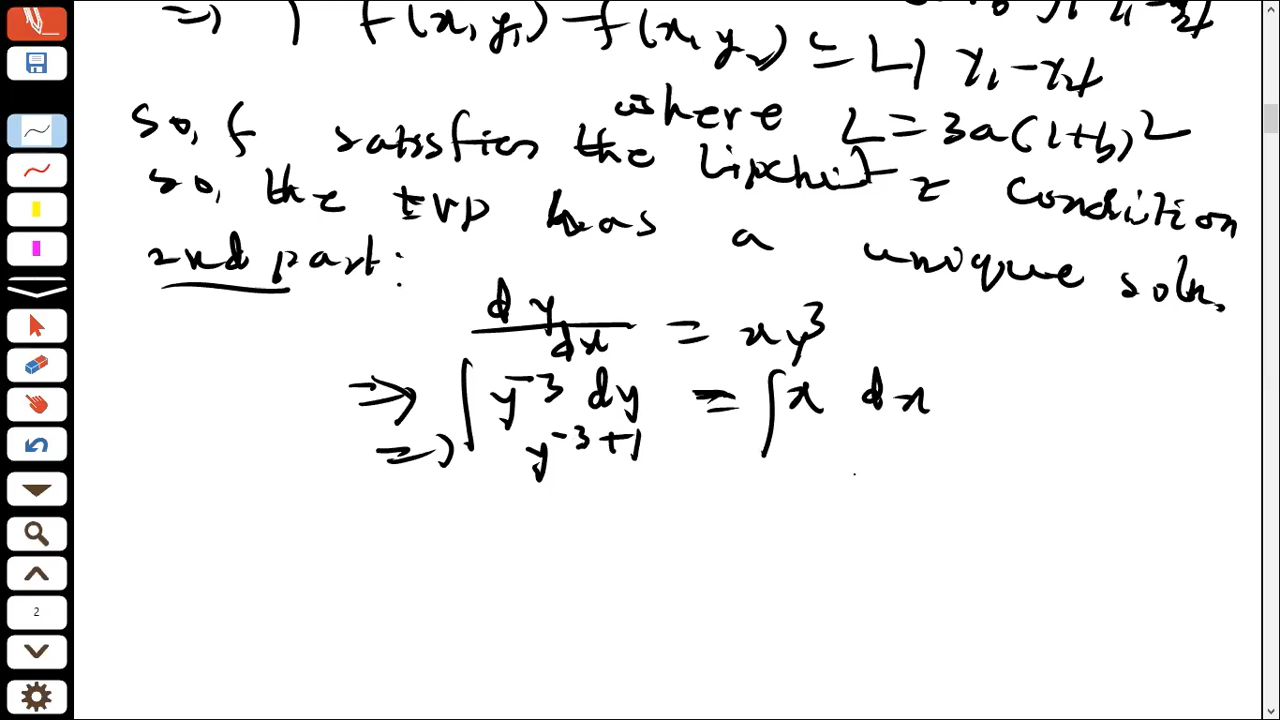 => | f(x, y₁) - f(x, y₂) ≤ L| y₁ - y₂|
where L = 3a(1+b)²
So, f satisfies the Lipschitz condition
so, the IVP has a unique soln.
2nd part:
dy/dx = xy³
=> ∫ y⁻³ dy = ∫ x dx
=> y⁻³⁺¹
2